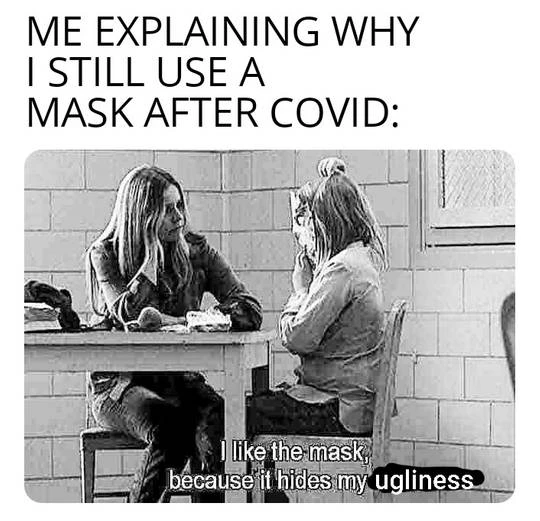 ME EXPLAINING WHY
I STILL USE A
MASK AFTER COVID:
I like the mask,
because it hides my ugliness